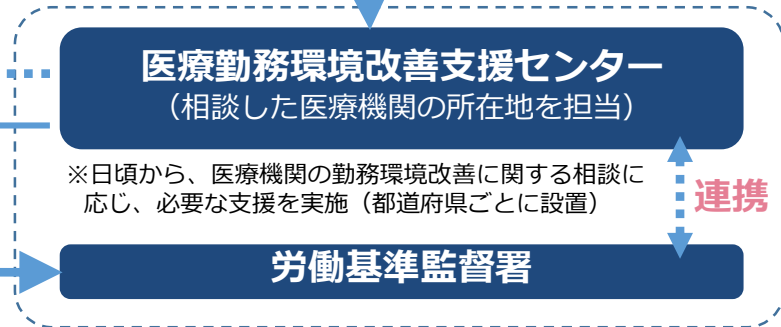 医療勤務環境改善支援センター
（相談した医療機関の所在地を担当）
※日頃から、医療機関の勤務環境改善に関する相談に
応じ、必要な支援を実施（都道府県ごとに設置）
連携
労働基準監督署